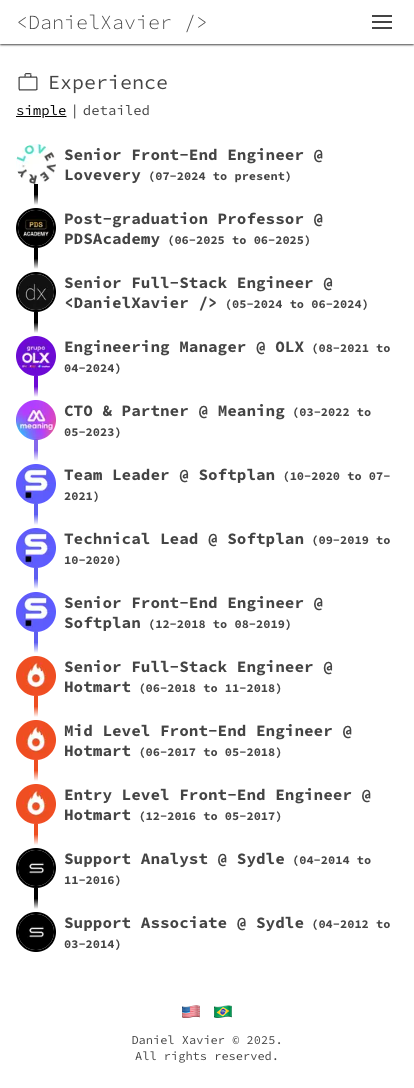 <DanielXavier />
Experience
simple | detailed
LOVEVERY.
Senior Front-End Engineer @
Lovevery (07-2024 to present)
PDS
ACADEMY
Post-graduation Professor @
PDSAcademy (06-2025 to 06-2025)
dx
Senior Full-Stack Engineer @
<DanielXavier /> (05-2024 to 06-2024)
grupo
OLX
Engineering Manager @ OLX (08-2021 to
04-2024)
meaning
CTO & Partner @ Meaning (03-2022 to
05-2023)
Team Leader @ Softplan (10-2020 to 07-
2021)
Technical Lead @ Softplan (09-2019 to
10-2020)
Senior Front-End Engineer @
Softplan (12-2018 to 08-2019)
Senior Full-Stack Engineer @
Hotmart (06-2018 to 11-2018)
Mid Level Front-End Engineer @
Hotmart (06-2017 to 05-2018)
Entry Level Front-End Engineer @
Hotmart (12-2016 to 05-2017)
Support Analyst @ Sydle (04-2014 to
11-2016)
Support Associate @ Sydle (04-2012 to
03-2014)
Daniel Xavier © 2025.
All rights reserved.